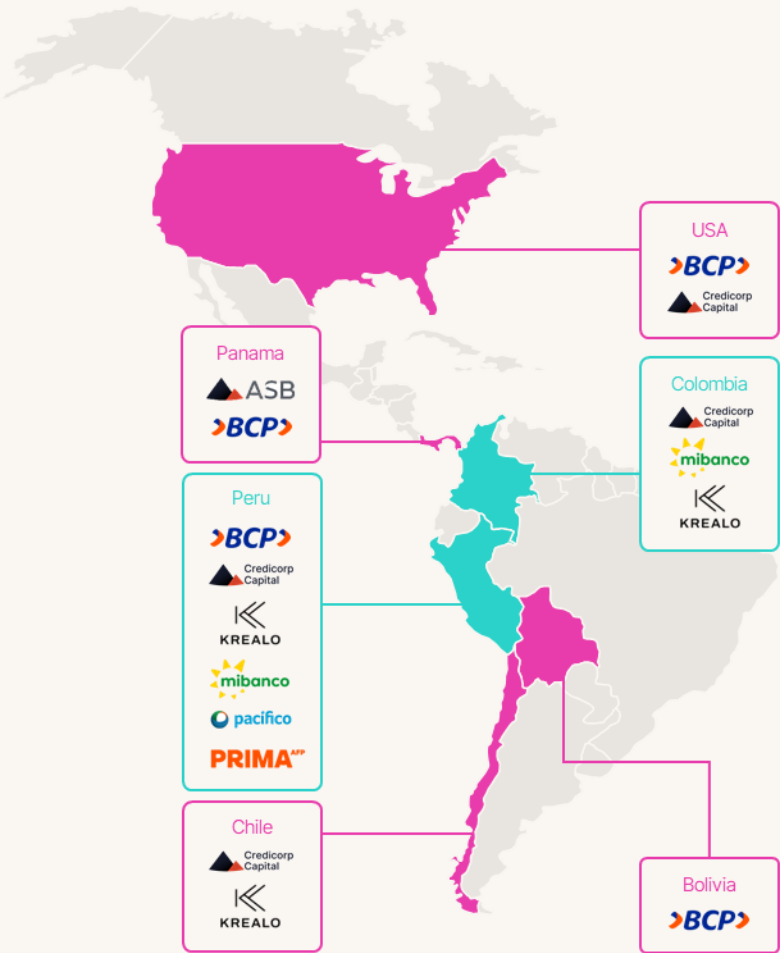 USA
BCP
Credicorp
Capital
Panama
ASB
BCP
Colombia
Credicorp
Capital
mibanco
KREALO
Peru
BCP
Credicorp
Capital
KREALO
mibanco
pacífico
PRIMA AFP
Chile
Credicorp
Capital
KREALO
Bolivia
BCP